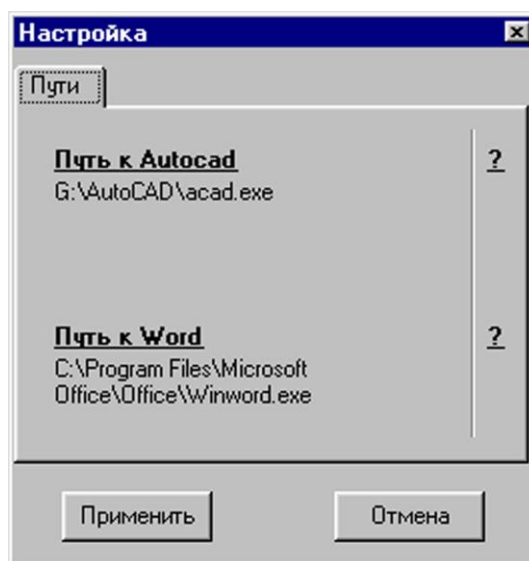 Настройка
Пути
Путь к Autocad ?
G:\AutoCAD\acad.exe
Путь к Word ?
C:\Program Files\Microsoft
Office\Office\Winword.exe
Применить Отмена